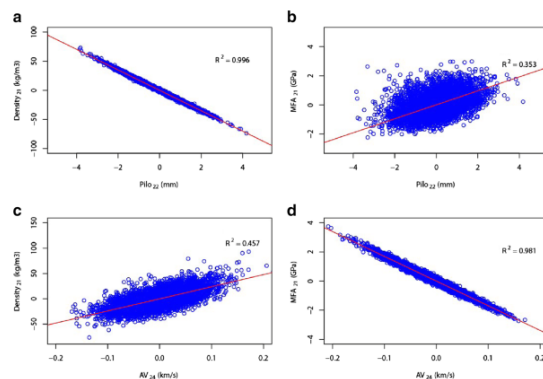 a
b
R² = 0.996
R² = 0.353
Density 21 (kg/m3)
100
50
0
-50
-100
-4 -2 0 2 4
Pilo 22 (mm)
MFA 21 (GPa)
4
2
0
-2
-4 -2 0 2 4
Pilo 22 (mm)
c
d
R² = 0.457
R² = 0.981
Density 21 (kg/m3)
150
100
50
0
-50
-0.2 -0.1 0.0 0.1 0.2
AV 24 (km/s)
MFA 21 (GPa)
4
2
0
-2
-4
-0.2 -0.1 0.0 0.1 0.2
AV 24 (km/s)